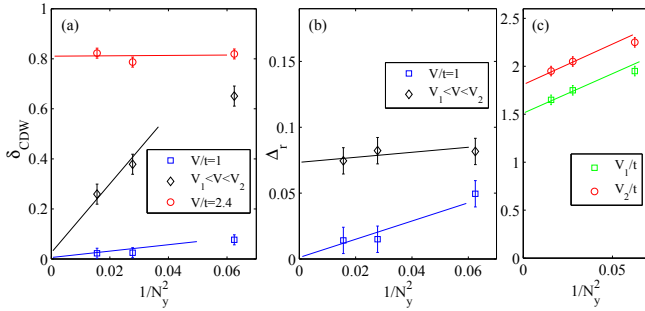 (a)
1
0.8
0.6
0.4
0.2
0
δ_CDW
V/t=1
V_1<V<V_2
V/t=2.4
0 0.02 0.04 0.06
1/N_y^2
(b)
0.15
0.1
0.05
0
Δ_r
V/t=1
V_1<V<V_2
0 0.02 0.04 0.06
1/N_y^2
(c)
2.5
2
1.5
1
0.5
0
V_1/t
V_2/t
0 0.05
1/N_y^2